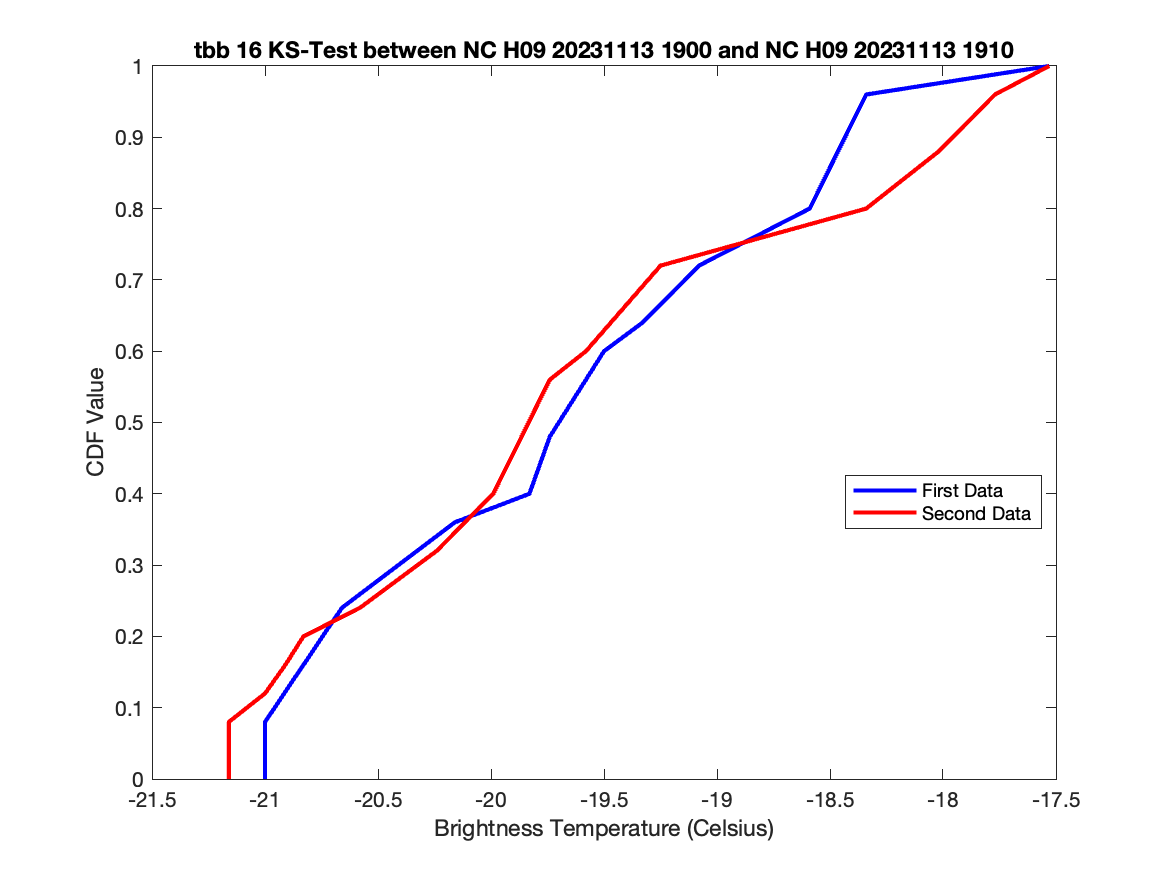 tbb 16 KS-Test between NC H09 20231113 1900 and NC H09 20231113 1910
1
0.9
0.8
0.7
0.6
0.5
0.4
0.3
0.2
0.1
0
CDF Value
First Data
Second Data
-21.5 -21 -20.5 -20 -19.5 -19 -18.5 -18 -17.5
Brightness Temperature (Celsius)